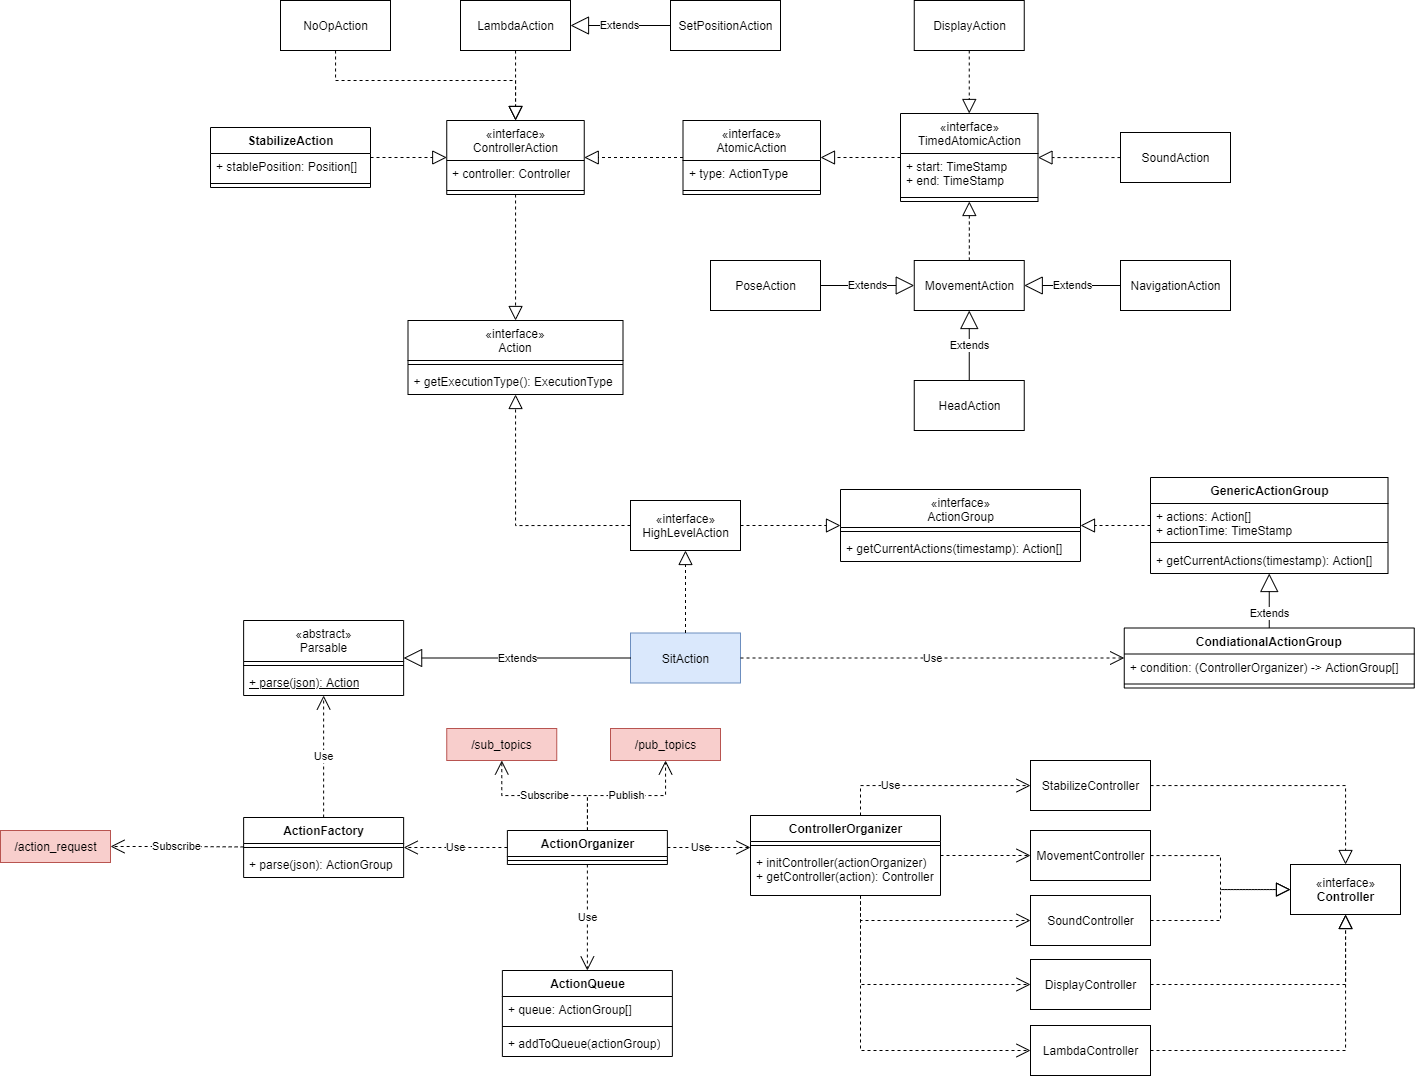 NoOpAction
LambdaAction
Extends
SetPositionAction
DisplayAction
StabilizeAction
+ stablePosition: Position[]
«interface»
ControllerAction
+ controller: Controller
«interface»
AtomicAction
+ type: ActionType
«interface»
TimedAtomicAction
+ start: TimeStamp
+ end: TimeStamp
SoundAction
PoseAction
Extends
MovementAction
Extends
NavigationAction
Extends
HeadAction
«interface»
Action
+ getExecutionType(): ExecutionType
«interface»
HighLevelAction
«interface»
ActionGroup
+ getCurrentActions(timestamp): Action[]
GenericActionGroup
+ actions: Action[]
+ actionTime: TimeStamp
+ getCurrentActions(timestamp): Action[]
Extends
«abstract»
Parsable
+ parse(json): Action
Extends
SitAction
Use
CondiationalActionGroup
+ condition: (ControllerOrganizer) -> ActionGroup[]
Use
/sub_topics
/pub_topics
Subscribe
Publish
/action_request
Subscribe
ActionFactory
+ parse(json): ActionGroup
Use
ActionOrganizer
Use
ControllerOrganizer
+ initController(actionOrganizer)
+ getController(action): Controller
Use
StabilizeController
MovementController
SoundController
DisplayController
LambdaController
«interface»
Controller
Use
ActionQueue
+ queue: ActionGroup[]
+ addToQueue(actionGroup)